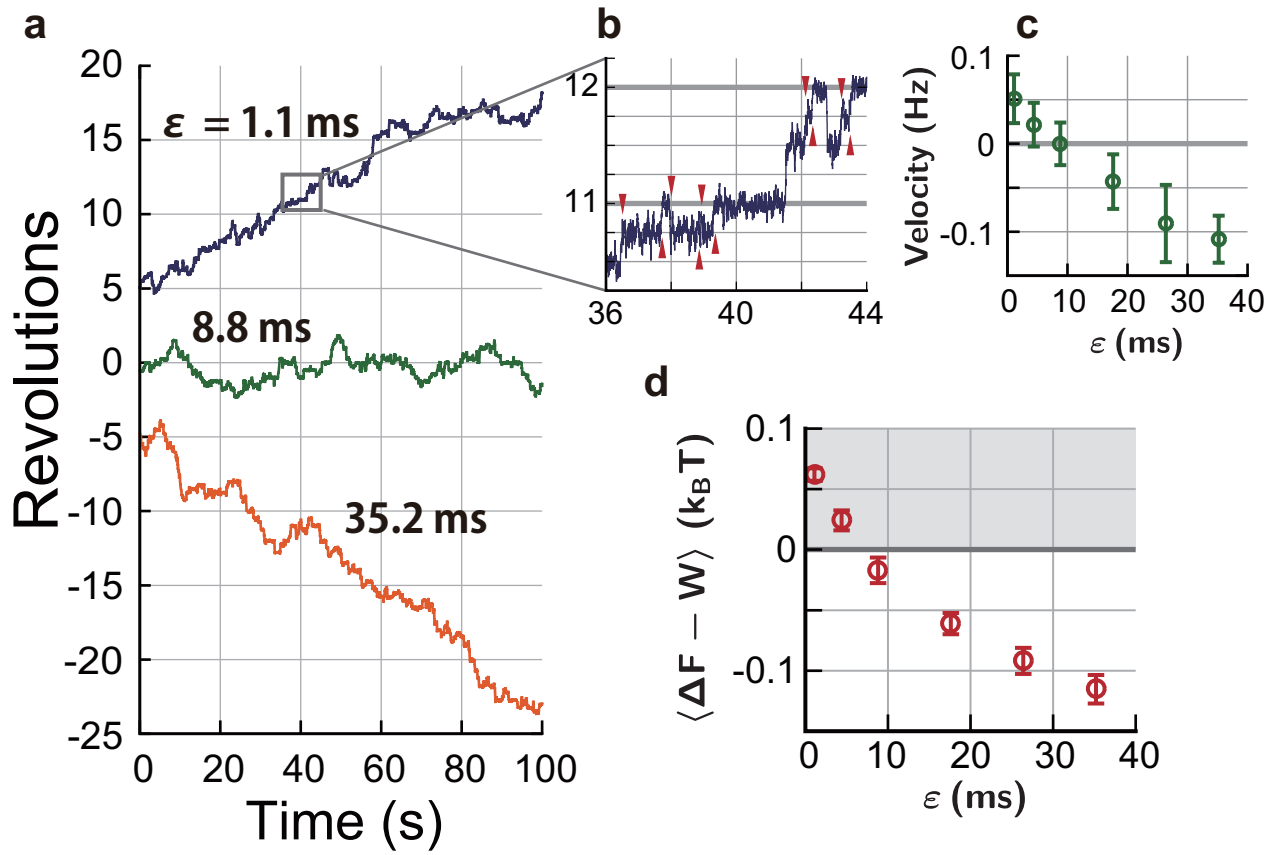 a
20
15
10
5
0
-5
-10
-15
-20
-25
Revolutions
ε = 1.1 ms
8.8 ms
35.2 ms
0 20 40 60 80 100
Time (s)
b
12
11
36 40 44
c
0.1
0
-0.1
Velocity (Hz)
0 10 20 30 40
ε (ms)
d
0.1
0
-0.1
⟨ΔF − W⟩ (k_BT)
0 10 20 30 40
ε (ms)